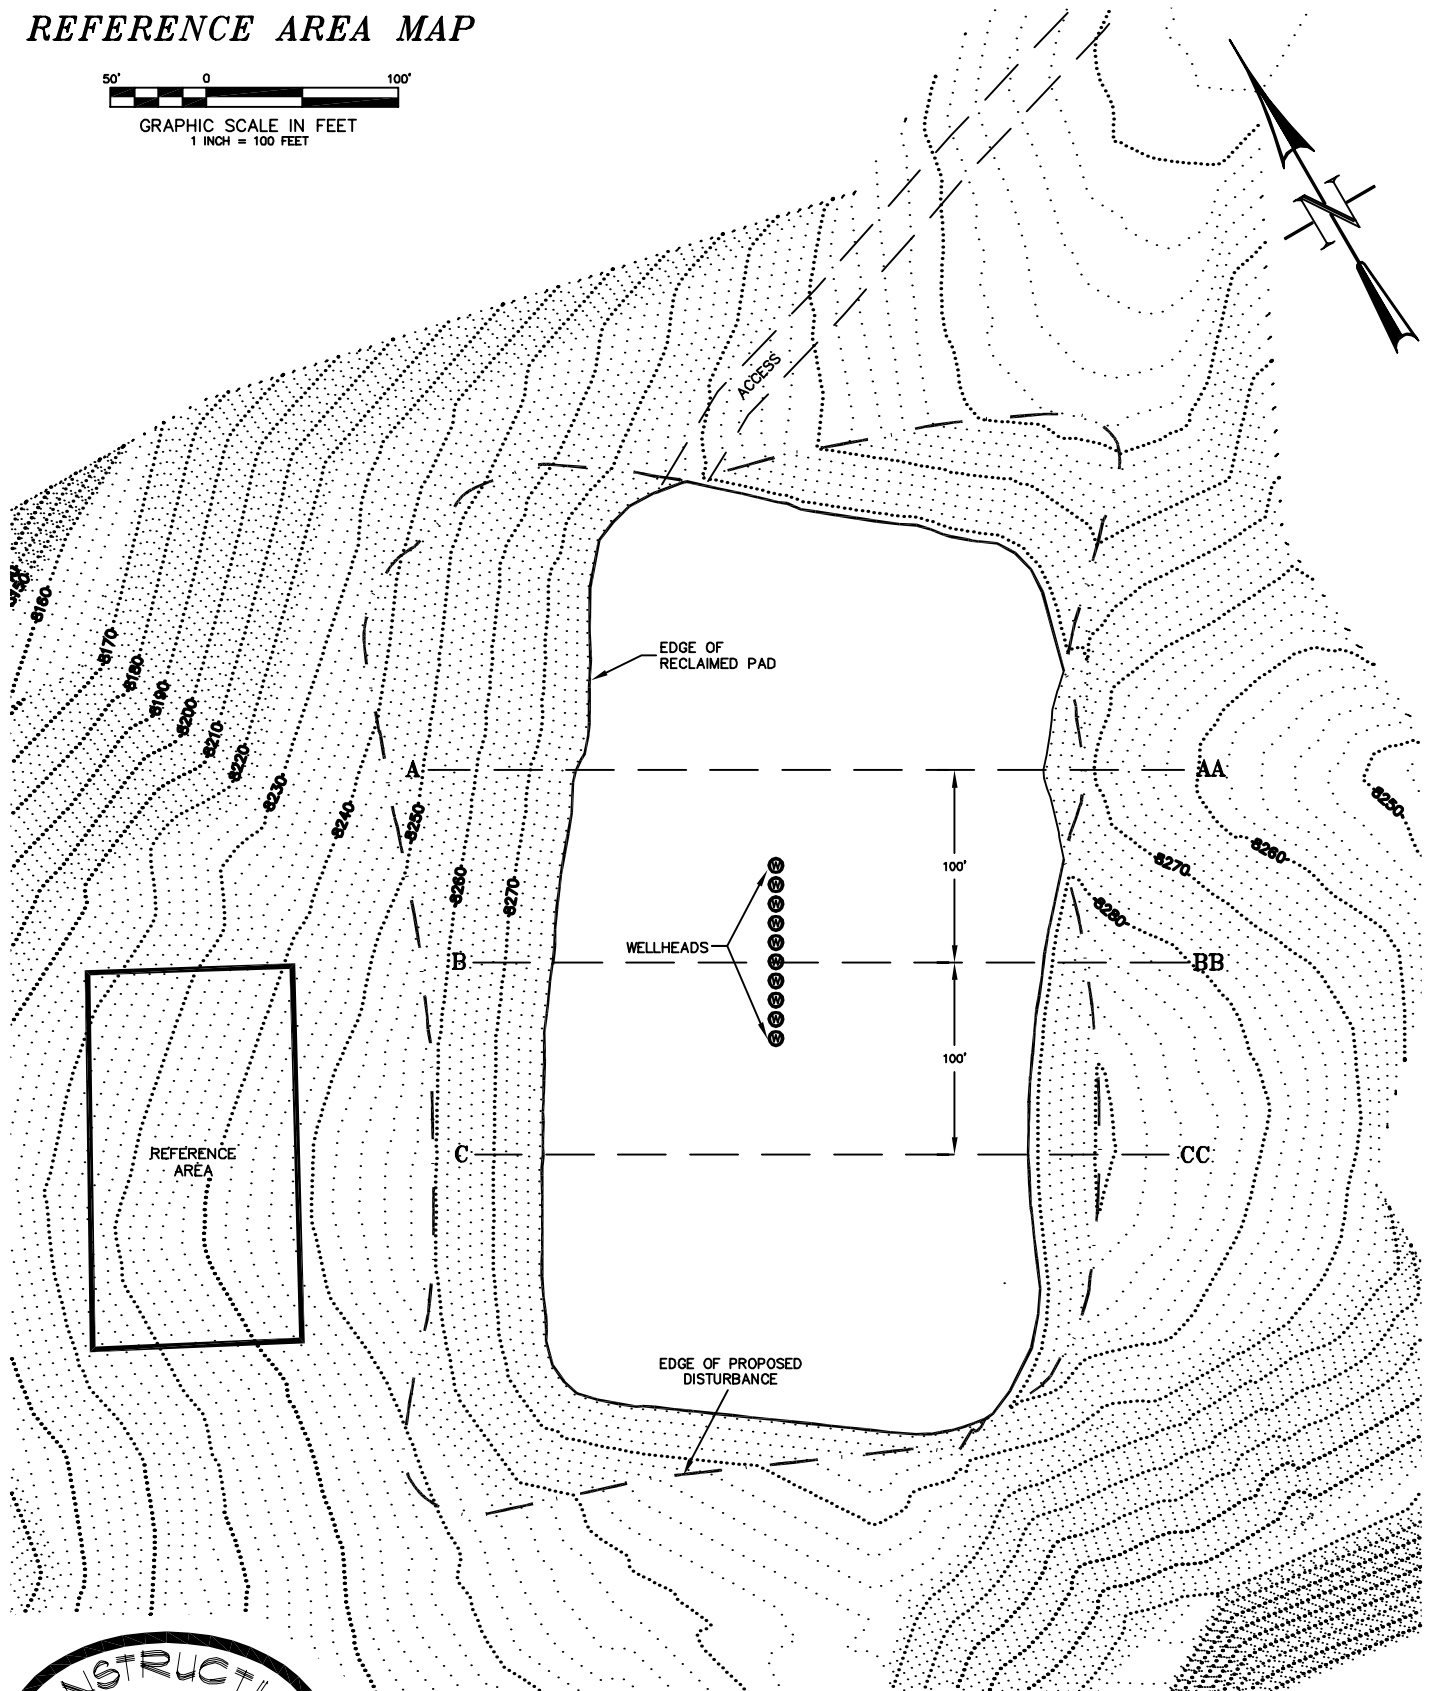 REFERENCE AREA MAP
50' 0 100'
GRAPHIC SCALE IN FEET
1 INCH = 100 FEET
N
ACCESS
EDGE OF
RECLAIMED PAD
8150
8160
8170
8180
8190
8200
8210
8220
8230
8240
8250
8260
8270
A AA
8250
8260
8270
8280
100'
W
W
W
W
W
W
W
W
W
W
WELLHEADS
B BB
100'
REFERENCE
AREA
C CC
EDGE OF PROPOSED
DISTURBANCE